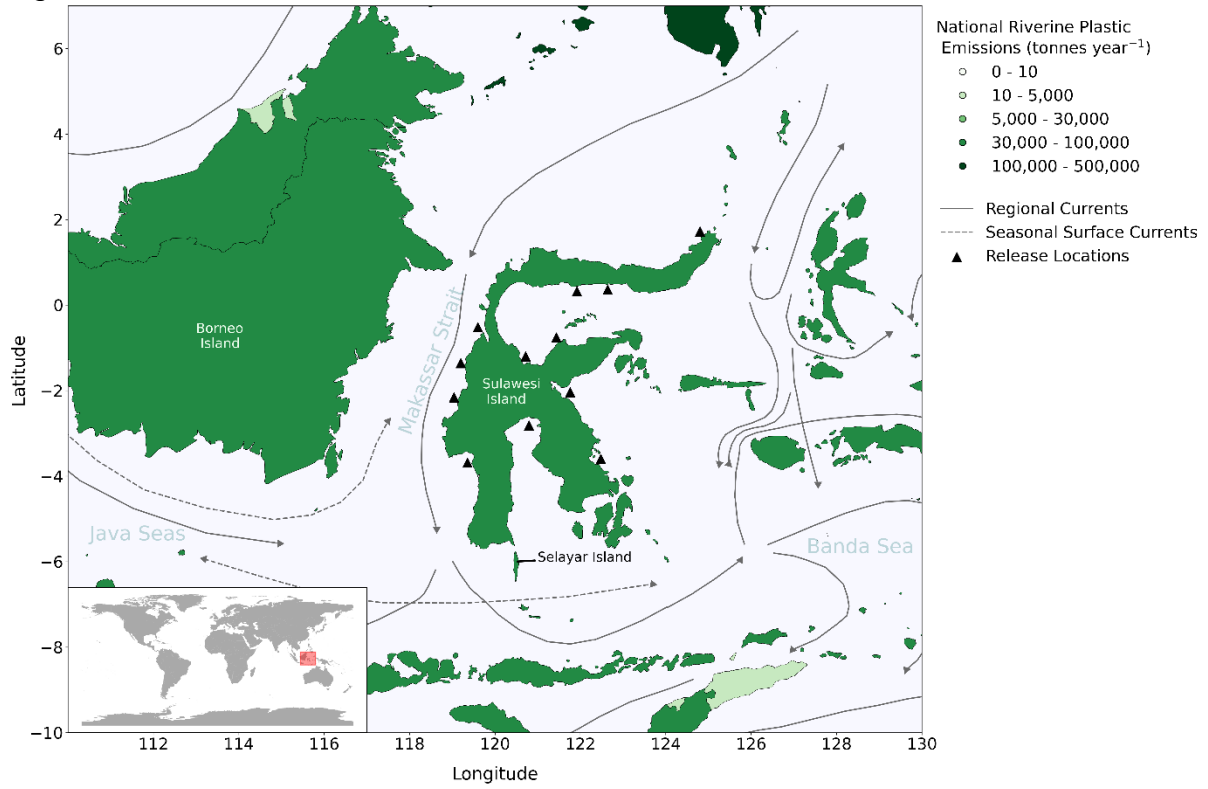 National Riverine Plastic
Emissions (tonnes year⁻¹)
0 - 10
10 - 5,000
5,000 - 30,000
30,000 - 100,000
100,000 - 500,000
Regional Currents
Seasonal Surface Currents
Release Locations
Latitude
6
4
2
0
−2
−4
−6
−8
−10
Borneo
Island
Makassar Strait
Sulawesi
Island
Java Seas
Selayar Island
Banda Sea
112
114
116
118
120
122
124
126
128
130
Longitude